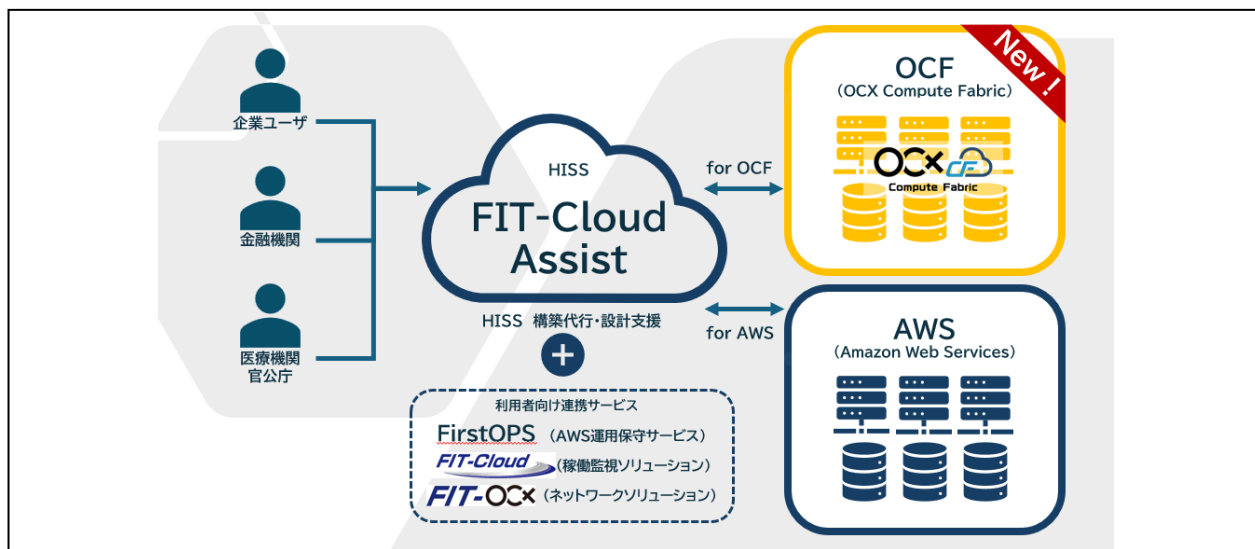 企業ユーザ
金融機関
医療機関
官公庁
HISS
FIT-Cloud
Assist
HISS 構築代行・設計支援
+
利用者向け連携サービス
FirstOPS （AWS運用保守サービス）
FIT-Cloud （稼働監視ソリューション）
FIT-OCX （ネットワークソリューション）
for OCF
for AWS
New！
OCF
（OCX Compute Fabric）
OCX CF
Compute Fabric
AWS
（Amazon Web Services）